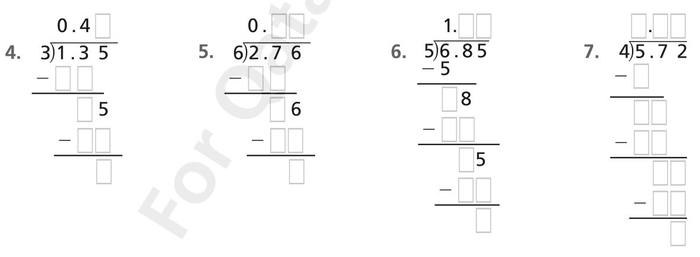 4. 0.4□ 3)1.35 − □□ □5 − □□ □
5. 0.□□ 6)2.76 − □□ □6 − □□ □
6. 1.□□ 5)6.85 − 5 □8 − □□ □5 − □□ □
7. □.□□ 4)5.72 − □ □□ − □□ □□ − □□ □